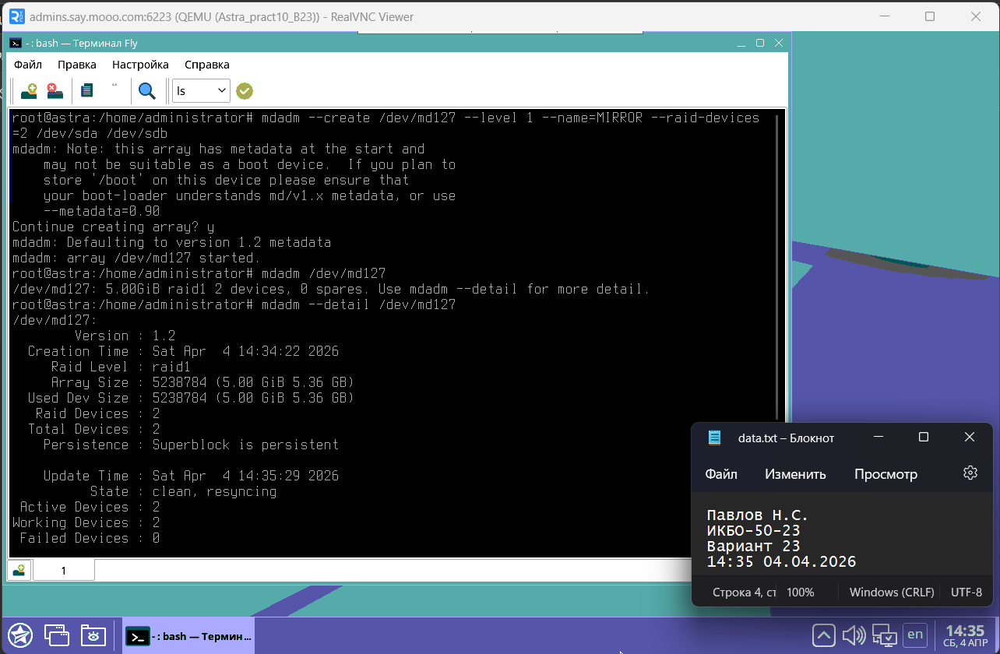 admins.say.mooo.com:6223 (QEMU (Astra_pract10_B23)) - RealVNC Viewer
- : bash — Терминал Fly
Файл Правка Настройка Справка
ls
root@astra:/home/administrator# mdadm --create /dev/md127 --level 1 --name=MIRROR --raid-devices
=2 /dev/sda /dev/sdb
mdadm: Note: this array has metadata at the start and
    may not be suitable as a boot device.  If you plan to
    store '/boot' on this device please ensure that
    your boot-loader understands md/v1.x metadata, or use
    --metadata=0.90
Continue creating array? y
mdadm: Defaulting to version 1.2 metadata
mdadm: array /dev/md127 started.
root@astra:/home/administrator# mdadm /dev/md127
/dev/md127: 5.00GiB raid1 2 devices, 0 spares. Use mdadm --detail for more detail.
root@astra:/home/administrator# mdadm --detail /dev/md127
/dev/md127:
Version : 1.2
Creation Time : Sat Apr  4 14:34:22 2026
Raid Level : raid1
Array Size : 5238784 (5.00 GiB 5.36 GB)
Used Dev Size : 5238784 (5.00 GiB 5.36 GB)
Raid Devices : 2
Total Devices : 2
Persistence : Superblock is persistent
Update Time : Sat Apr  4 14:35:29 2026
State : clean, resyncing
Active Devices : 2
Working Devices : 2
Failed Devices : 0
1
data.txt – Блокнот
Файл Изменить Просмотр
Павлов Н.С.
ИКБО-50-23
Вариант 23
14:35 04.04.2026
Строка 4, ст 100% Windows (CRLF) UTF-8
- : bash — Термин...
en
14:35
СБ, 4 АПР